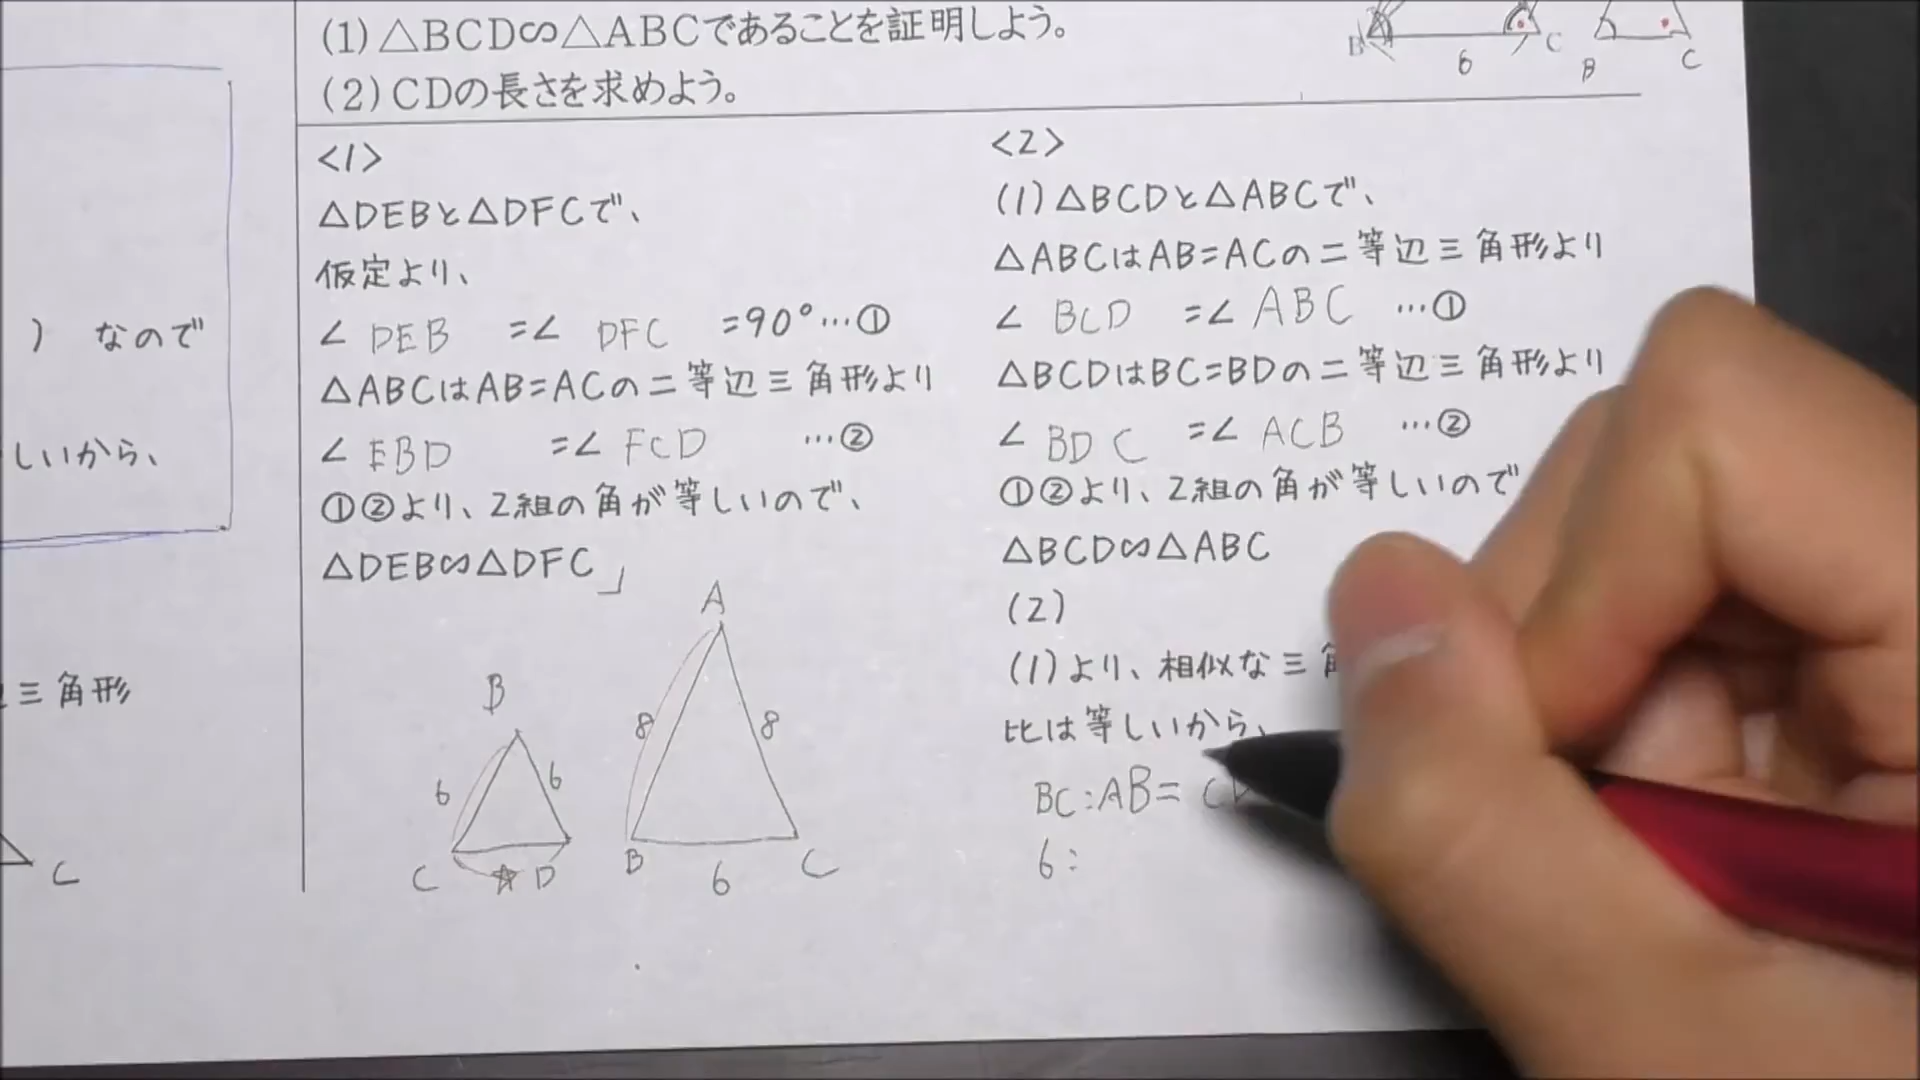 (1)△BCD∽△ABCであることを証明しよう。
(2)CDの長さを求めよう。
B 6 C B C
) なので
しいから、
三角形
C
<1>
△DEBと△DFCで、
仮定より、
∠DEB=∠DFC=90°…①
△ABCはAB=ACの二等辺三角形より
∠EBD=∠FCD…②
①②より、2組の角が等しいので、
△DEB∽△DFC」
B
6 6
C ☆ D
A
8 8
B 6 C
<2>
(1)△BCDと△ABCで、
△ABCはAB=ACの二等辺三角形より
∠BCD=∠ABC…①
△BCDはBC=BDの二等辺三角形より
∠BDC=∠ACB…②
①②より、2組の角が等しいので
△BCD∽△ABC
(2)
(1)より、相似な三角
比は等しいから、
BC:AB=CD
6: